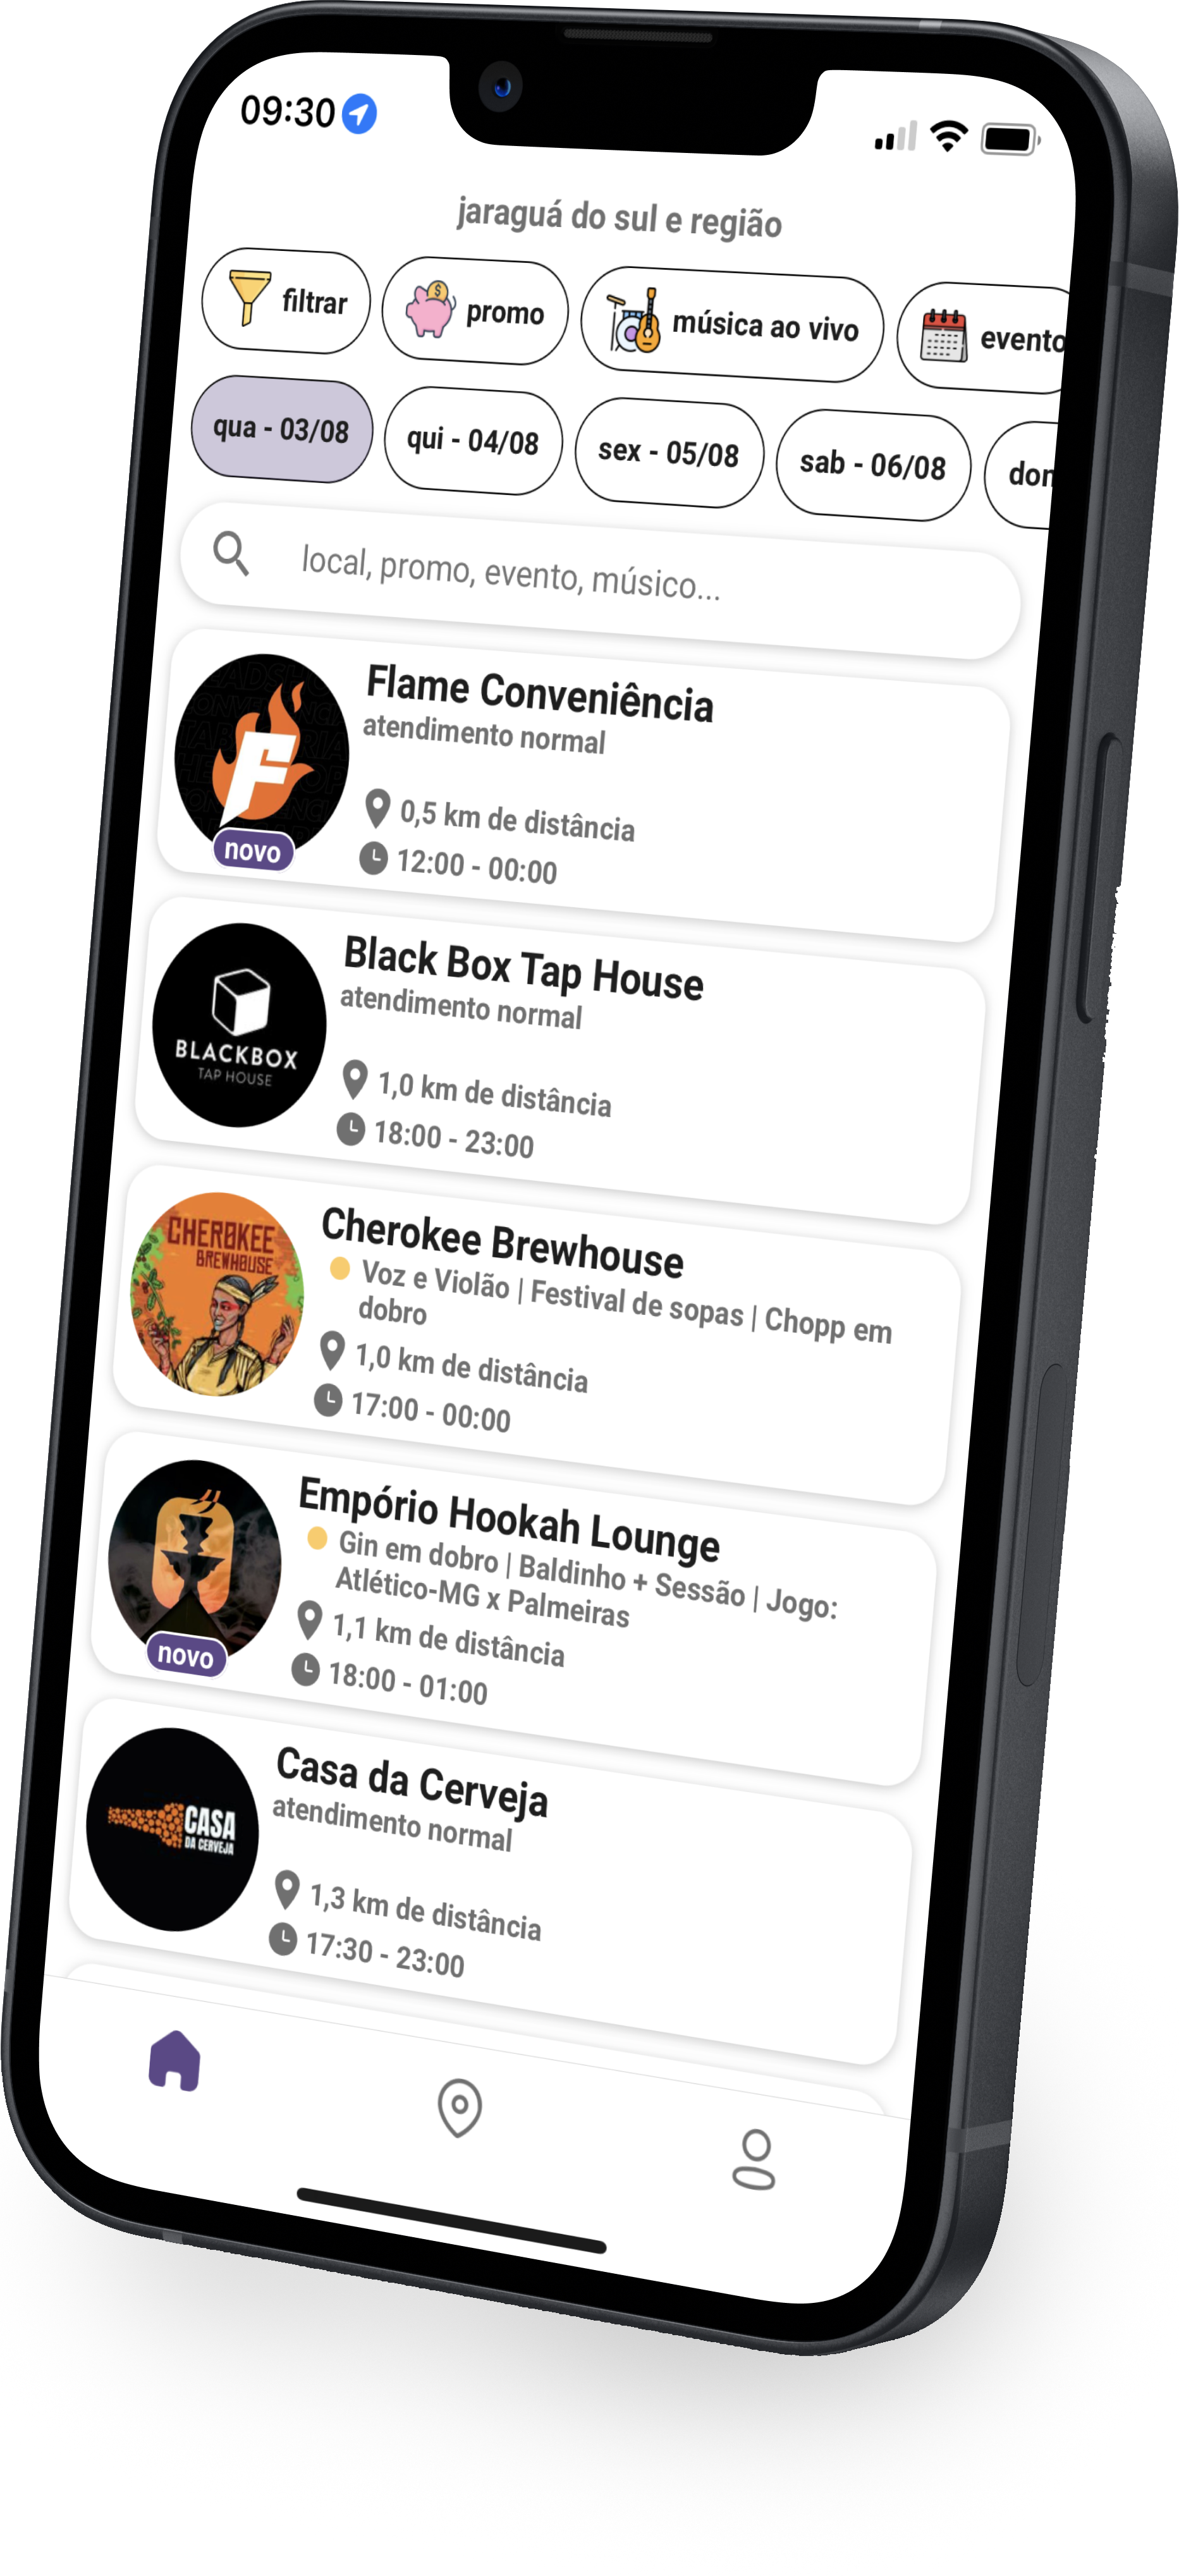 09:30
jaraguá do sul e região
filtrar
promo
música ao vivo
evento
qua - 03/08
qui - 04/08
sex - 05/08
sab - 06/08
dom
local, promo, evento, músico...
Flame Conveniência
atendimento normal
0,5 km de distância
12:00 - 00:00
F
novo
Black Box Tap House
atendimento normal
1,0 km de distância
18:00 - 23:00
BLACKBOX
TAP HOUSE
Cherokee Brewhouse
Voz e Violão | Festival de sopas | Chopp em
dobro
1,0 km de distância
17:00 - 00:00
CHEROKEE
BREWHOUSE
Empório Hookah Lounge
Gin em dobro | Baldinho + Sessão | Jogo:
Atlético-MG x Palmeiras
1,1 km de distância
18:00 - 01:00
novo
Casa da Cerveja
atendimento normal
1,3 km de distância
17:30 - 23:00
CASA
DA CERVEJA